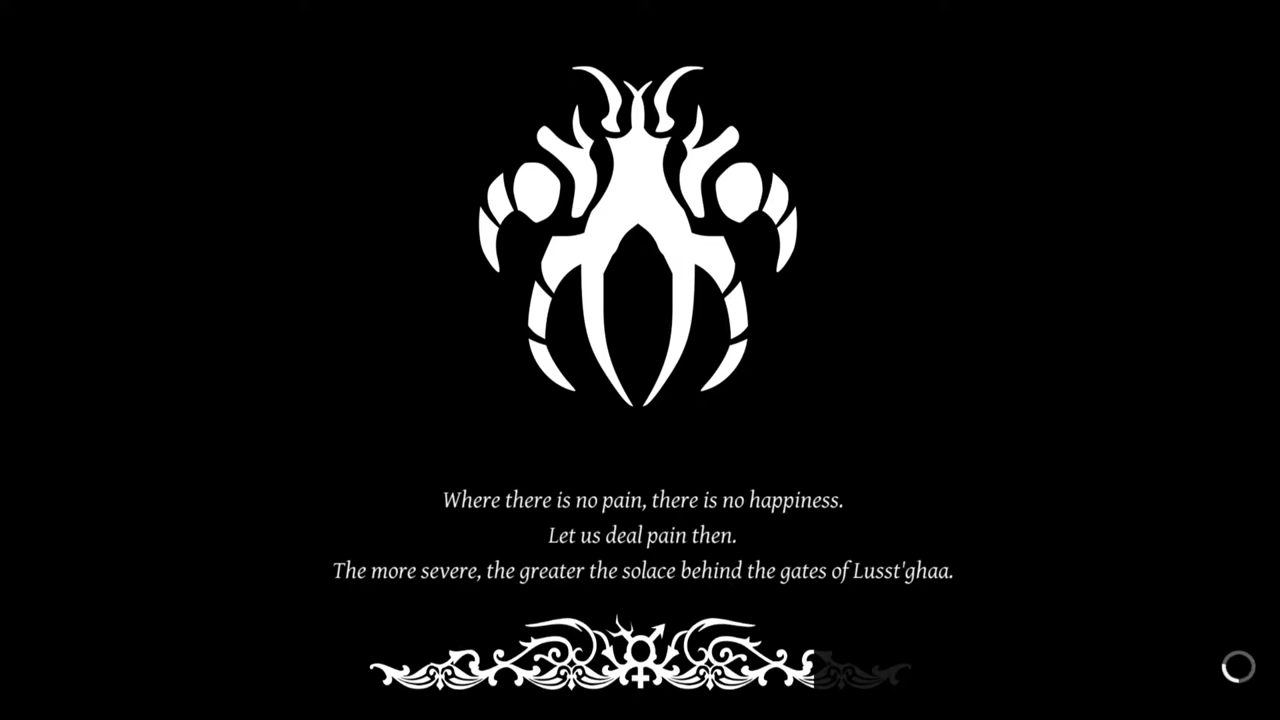 Where there is no pain, there is no happiness.
Let us deal pain then.
The more severe, the greater the solace behind the gates of Lusst'ghaa.